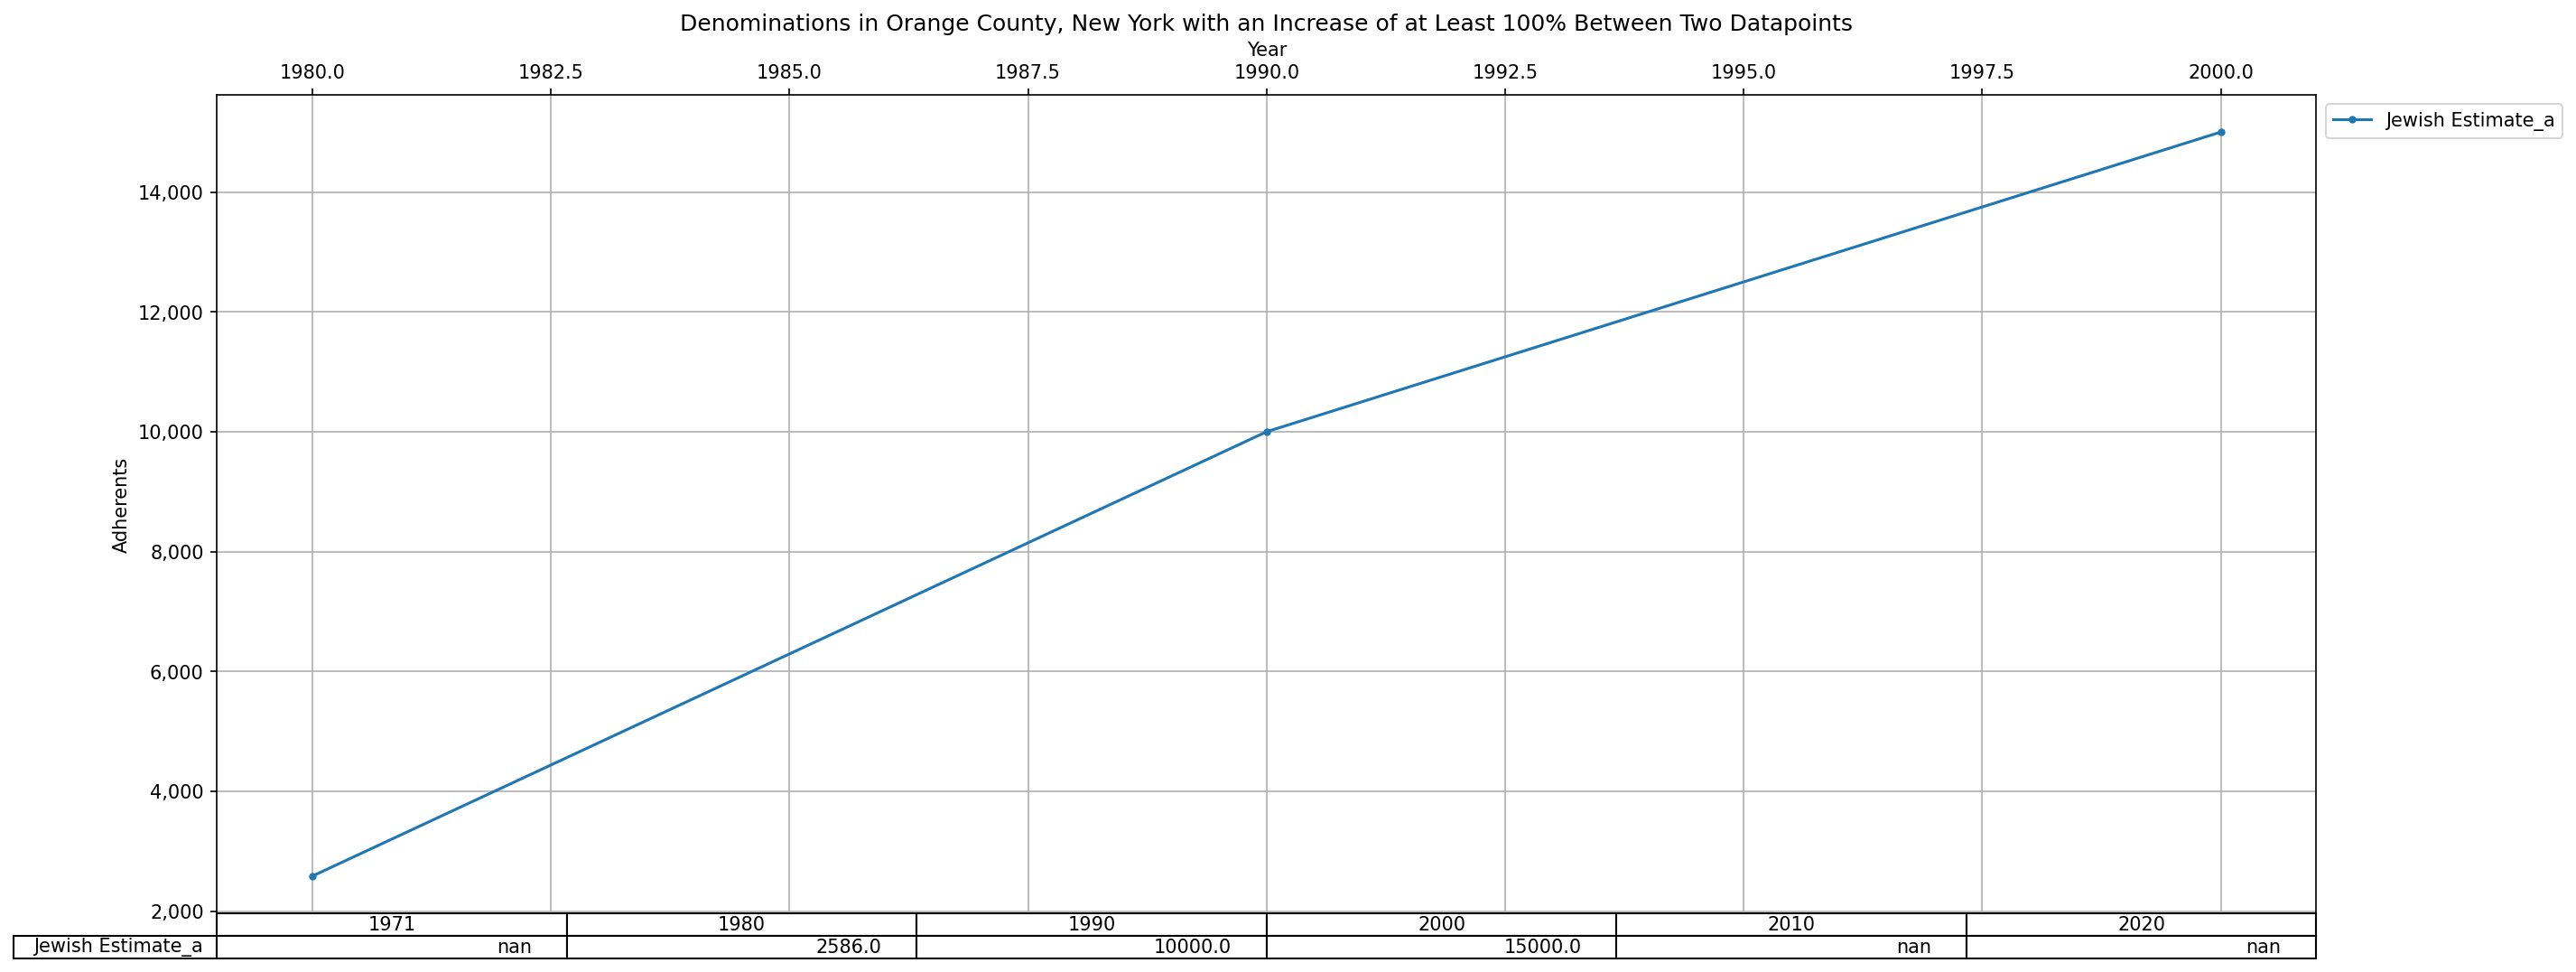 Denominations in Orange County, New York with an Increase of at Least 100% Between Two Datapoints
Year
1980.0 1982.5 1985.0 1987.5 1990.0 1992.5 1995.0 1997.5 2000.0
Jewish Estimate_a
14,000
12,000
10,000
Adherents
8,000
6,000
4,000
2,000
1971 1980 1990 2000 2010 2020
Jewish Estimate_a nan 2586.0 10000.0 15000.0 nan nan